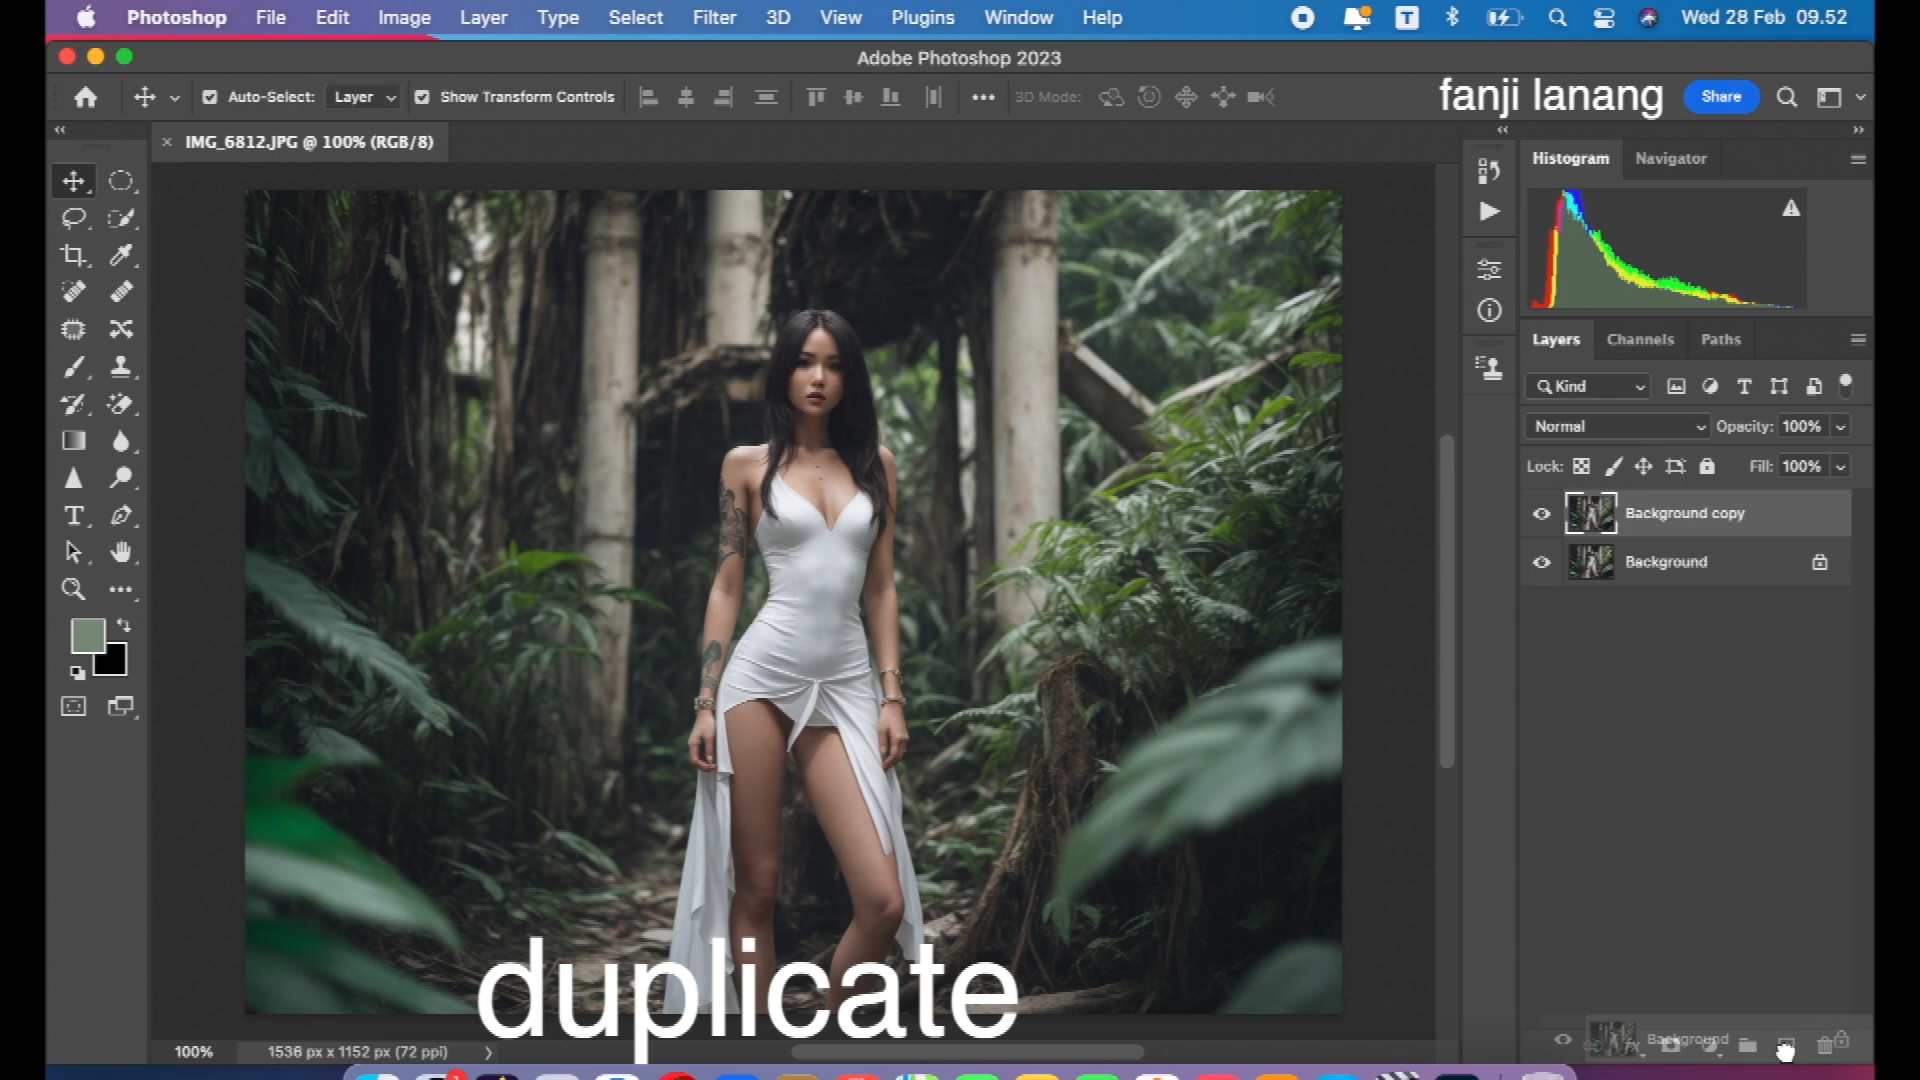 Photoshop File Edit Image Layer Type Select Filter 3D View Plugins Window Help T Wed 28 Feb 09.52
Adobe Photoshop 2023
Auto-Select: Layer Show Transform Controls 3D Mode: fanji lanang Share
IMG_6812.JPG @ 100% (RGB/8)
Histogram Navigator
Layers Channels Paths
Kind
Normal Opacity: 100%
Lock: Fill: 100%
Background copy
Background
duplicate
Background
100% 1536 px x 1152 px (72 ppi)
1